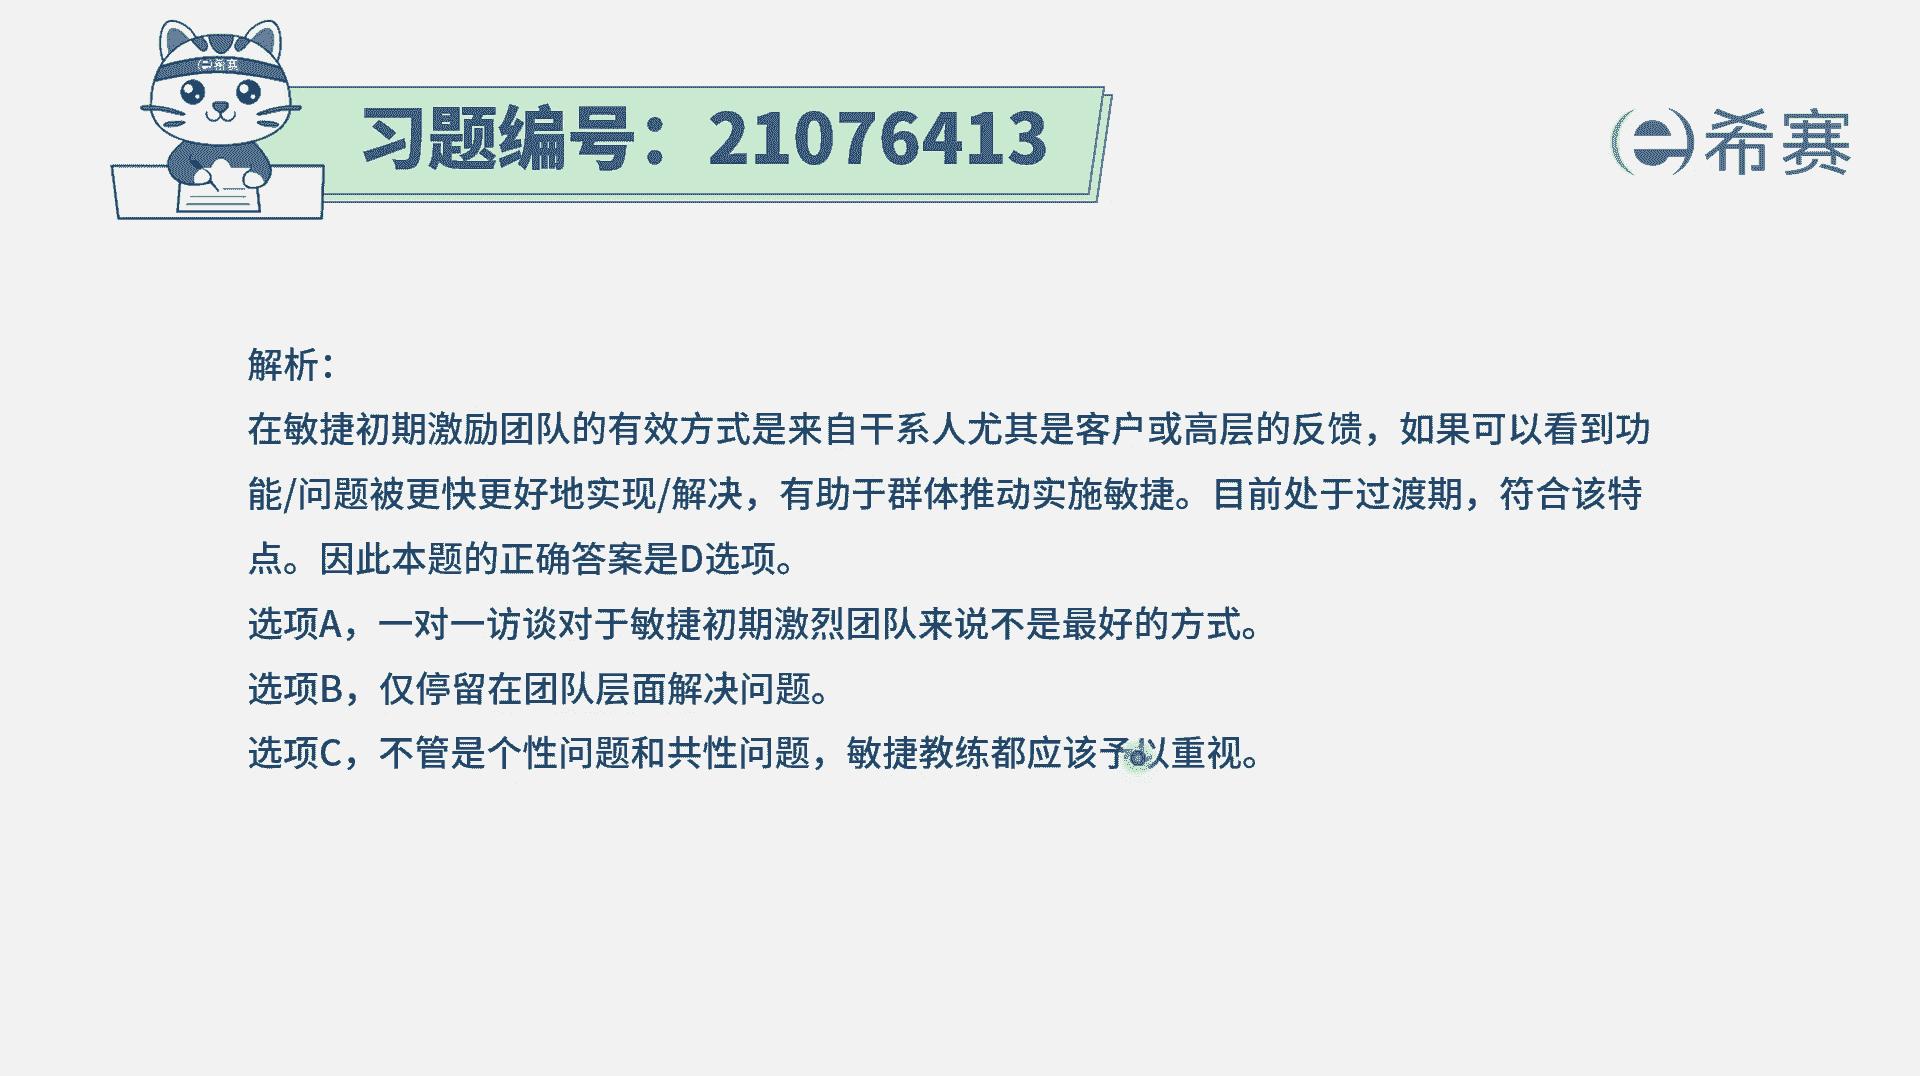 希赛
习题编号：21076413
希赛
解析：
在敏捷初期激励团队的有效方式是来自干系人尤其是客户或高层的反馈，如果可以看到功
能/问题被更快更好地实现/解决，有助于群体推动实施敏捷。目前处于过渡期，符合该特
点。因此本题的正确答案是D选项。
选项A，一对一访谈对于敏捷初期激烈团队来说不是最好的方式。
选项B，仅停留在团队层面解决问题。
选项C，不管是个性问题和共性问题，敏捷教练都应该予以重视。